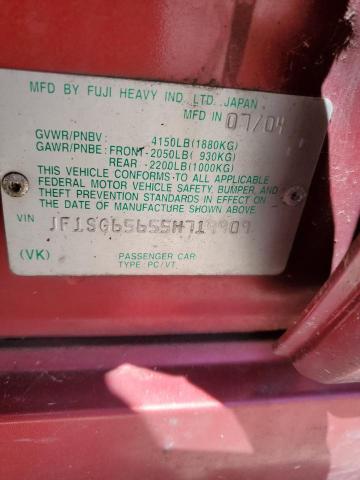 MFD BY FUJI HEAVY IND. LTD. JAPAN
MFD IN 07/04
GVWR/PNBV : 4150LB(1880KG)
GAWR/PNBE: FRONT-2050LB( 930KG)
REAR -2200LB(1000KG)
THIS VEHICLE CONFORMS TO ALL APPLICABLE
FEDERAL MOTOR VEHICLE SAFETY, BUMPER, AND
THEFT PREVENTION STANDARDS IN EFFECT ON
THE DATE OF MANUFACTURE SHOWN ABOVE.
VIN JF1SG65655H719909
(VK) PASSENGER CAR
TYPE: PC/VT.